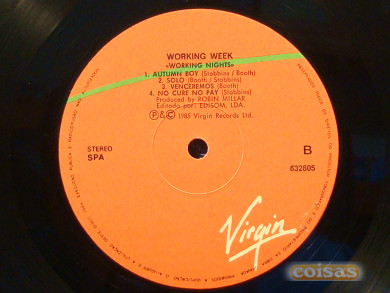 WORKING WEEK
«WORKING NIGHTS»
1. AUTUMN BOY (Stabbins / Booth)
2. SOLO (Booth / Stabbins)
3. VENCEREMOS (Booth)
4. NO CURE NO PAY (Stabbins)
Produced by ROBIN MILLAR
Editado por: EDISOM, LDA.
℗ & © 1985 Virgin Records Ltd.
STEREO
SPA
B
632805
Virgin
coisas